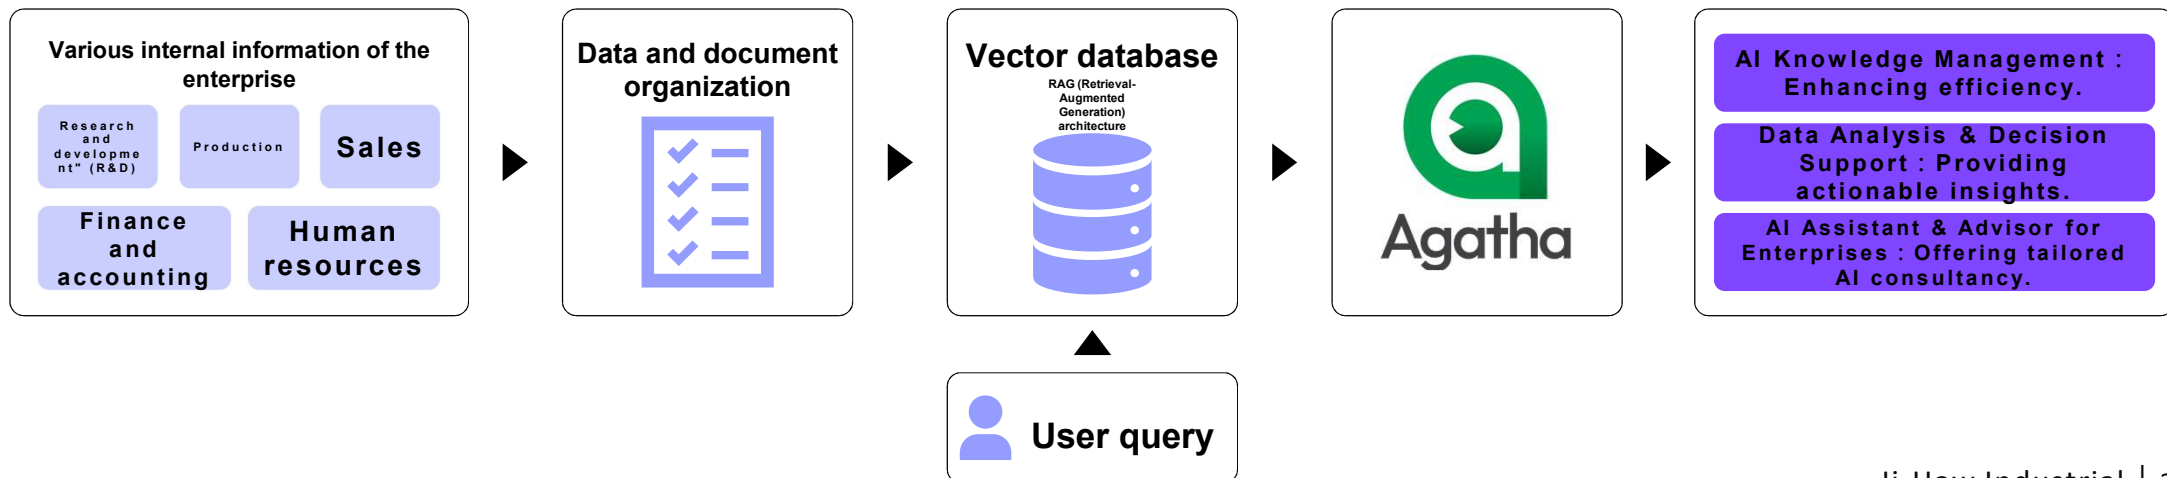 Various internal information of the
enterprise
Research
and
developme
nt" (R&D)
Production
Sales
Finance
and
accounting
Human
resources
Data and document
organization
Vector database
RAG (Retrieval-
Augmented
Generation)
architecture
User query
Agatha
AI Knowledge Management :
Enhancing efficiency.
Data Analysis & Decision
Support : Providing
actionable insights.
AI Assistant & Advisor for
Enterprises : Offering tailored
AI consultancy.